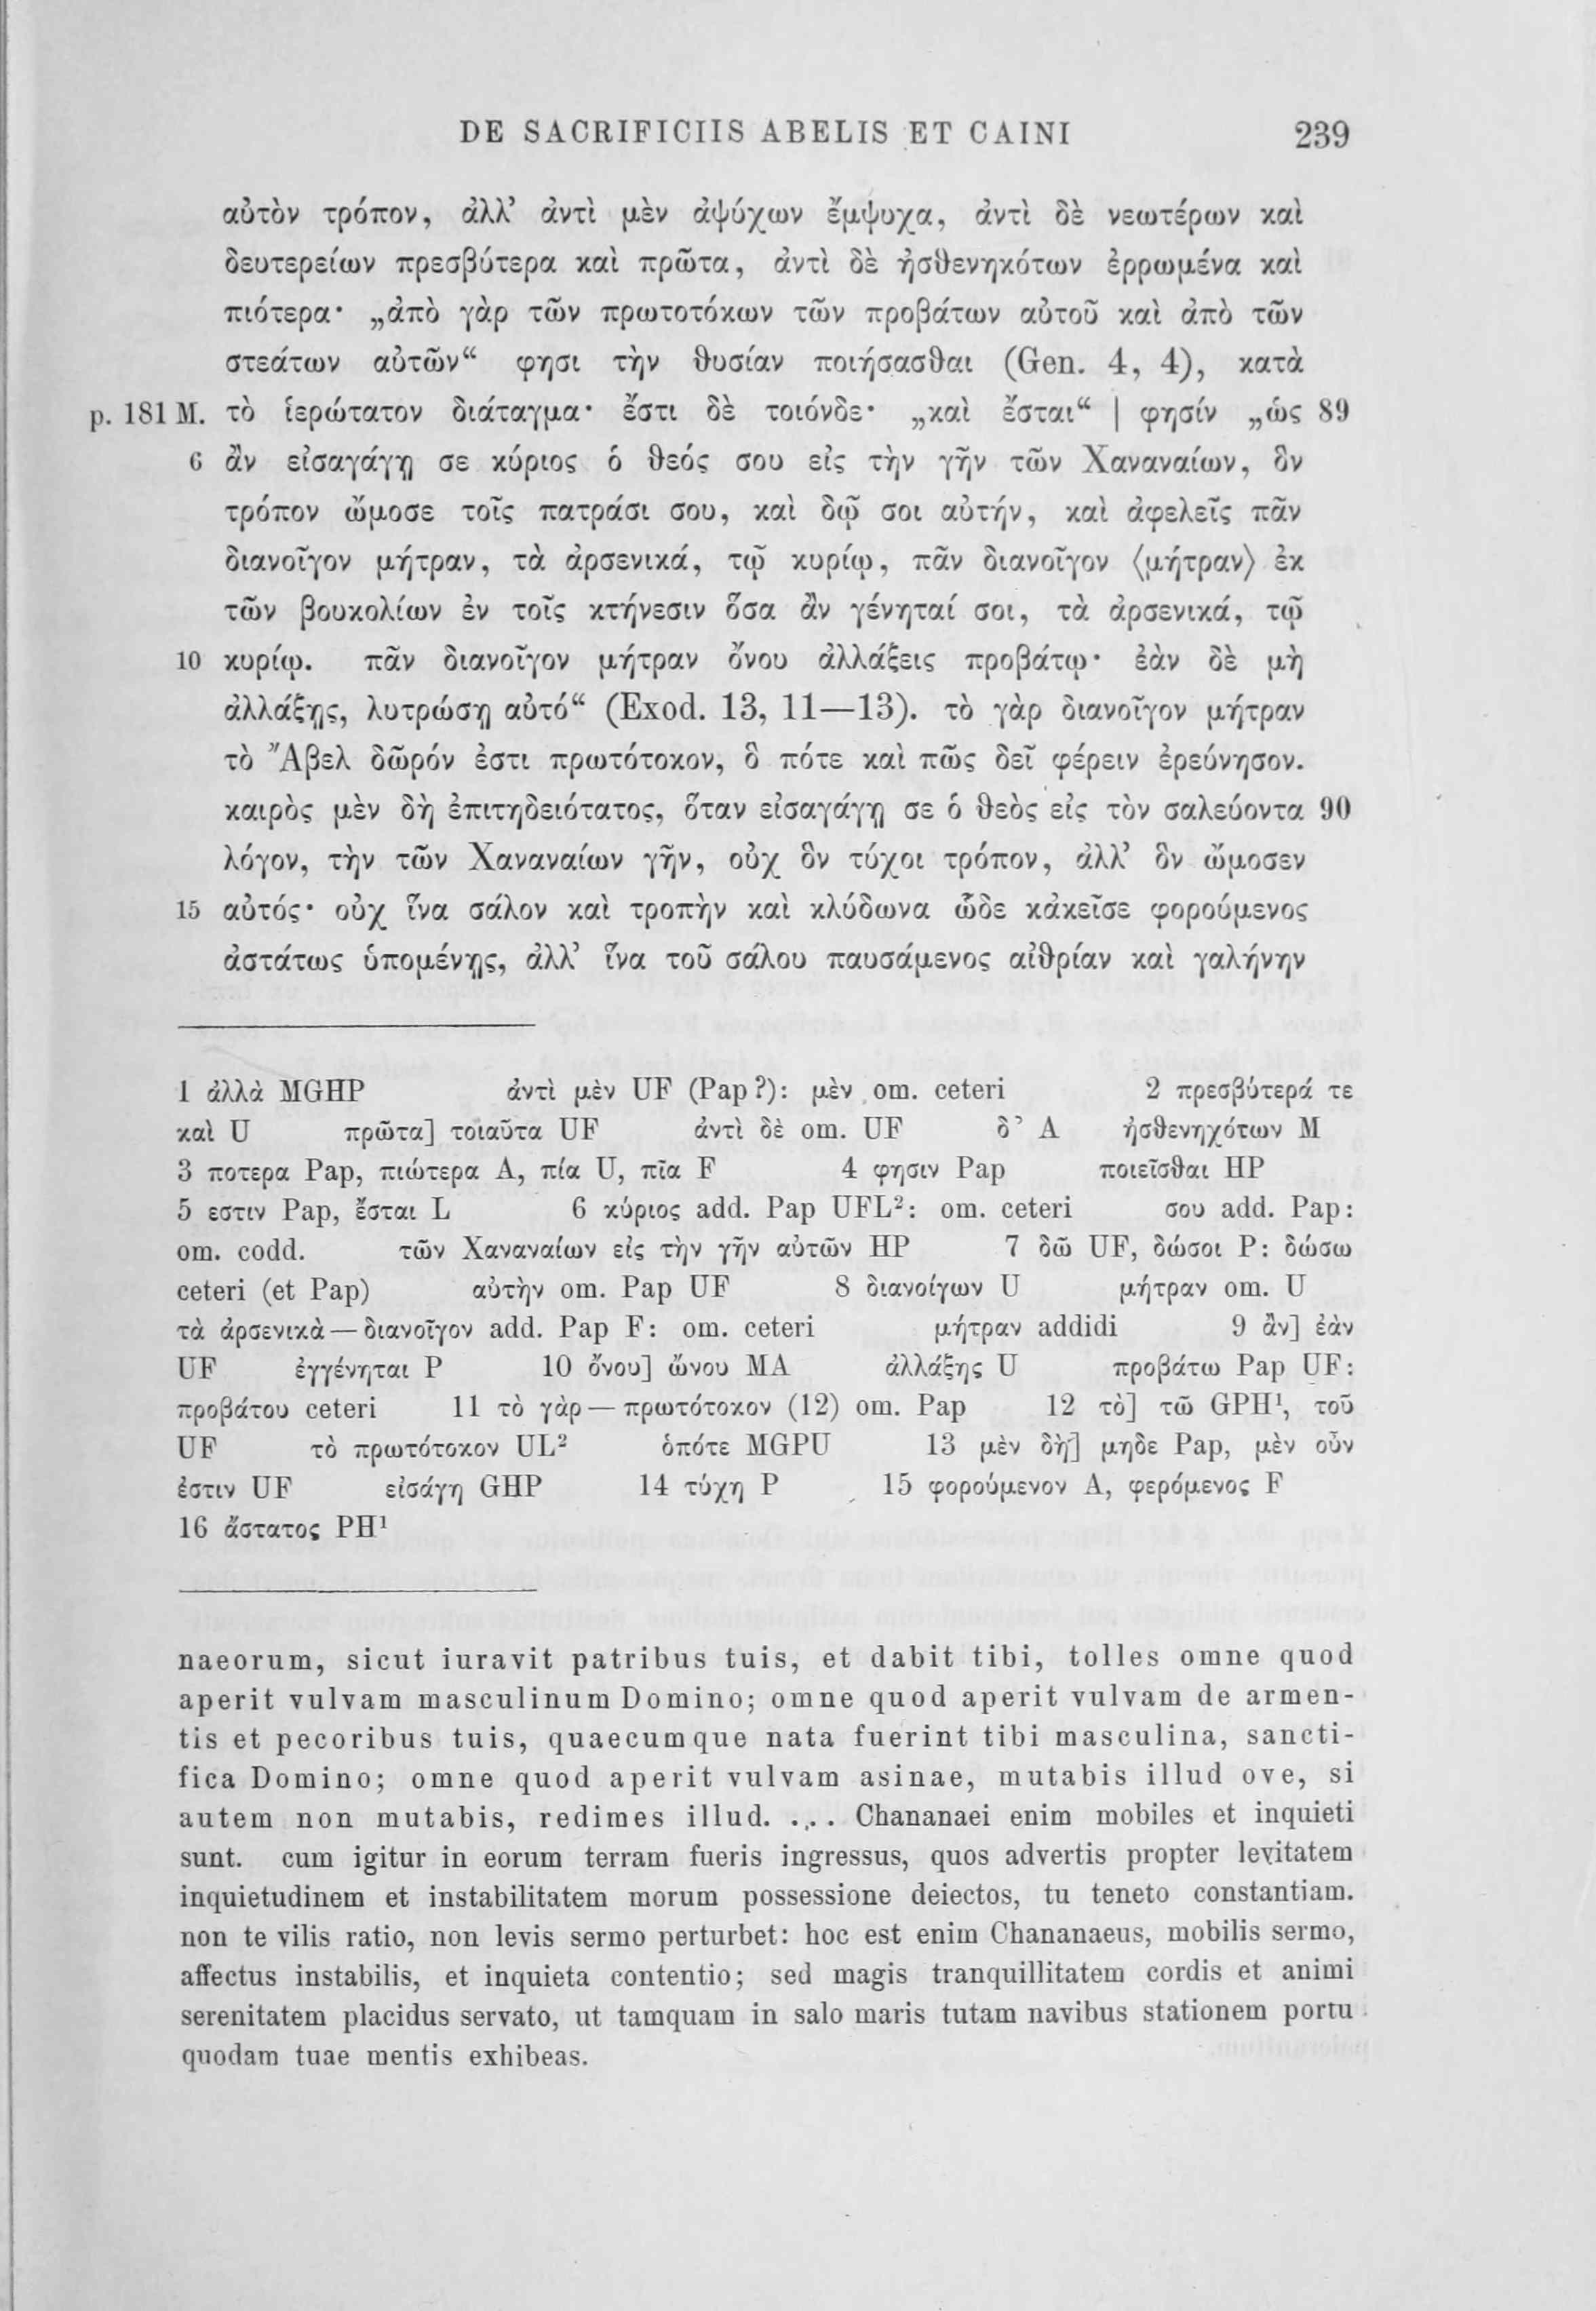 DE SACRIFICIIS ABELIS ET CAINI 239
αὐτὸν τρόπον, ἀλλ’ ἀντὶ μὲν ἀψύχων ἔμψυχα, ἀντὶ δὲ νεωτέρων καὶ
δευτερείων πρεσβύτερα καὶ πρῶτα, ἀντὶ δὲ ἠσθενηκότων ἐρρωμένα καὶ
πιότερα· „ἀπὸ γὰρ τῶν πρωτοτόκων τῶν προβάτων αὐτοῦ καὶ ἀπὸ τῶν
στεάτων αὐτῶν“ φησι τὴν θυσίαν ποιήσασθαι (Gen. 4, 4), κατὰ
p. 181 M. τὸ ἱερώτατον διάταγμα· ἔστι δὲ τοιόνδε· „καὶ ἔσται“ | φησίν „ὡς 89
6 ἂν εἰσαγάγῃ σε κύριος ὁ θεός σου εἰς τὴν γῆν τῶν Χαναναίων, ὃν
τρόπον ὤμοσε τοῖς πατράσι σου, καὶ δῷ σοι αὐτήν, καὶ ἀφελεῖς πᾶν
διανοῖγον μήτραν, τὰ ἀρσενικά, τῷ κυρίῳ, πᾶν διανοῖγον ⟨μήτραν⟩ ἐκ
τῶν βουκολίων ἐν τοῖς κτήνεσιν ὅσα ἂν γένηταί σοι, τὰ ἀρσενικά, τῷ
10 κυρίῳ. πᾶν διανοῖγον μήτραν ὄνου ἀλλάξεις προβάτῳ· ἐὰν δὲ μὴ
ἀλλάξῃς, λυτρώσῃ αὐτό“ (Exod. 13, 11—13). τὸ γὰρ διανοῖγον μήτραν
τὸ Ἄβελ δῶρόν ἐστι πρωτότοκον, ὃ πότε καὶ πῶς δεῖ φέρειν ἐρεύνησον.
καιρὸς μὲν δὴ ἐπιτηδειότατος, ὅταν εἰσαγάγῃ σε ὁ θεὸς εἰς τὸν σαλεύοντα 90
λόγον, τὴν τῶν Χαναναίων γῆν, οὐχ ὃν τύχοι τρόπον, ἀλλ’ ὃν ὤμοσεν
15 αὐτός· οὐχ ἵνα σάλον καὶ τροπὴν καὶ κλύδωνα ὧδε κἀκεῖσε φορούμενος
ἀστάτως ὑπομένῃς, ἀλλ’ ἵνα τοῦ σάλου παυσάμενος αἰθρίαν καὶ γαλήνην
1 ἀλλὰ MGHP ἀντὶ μὲν UF (Pap?): μὲν om. ceteri 2 πρεσβύτερά τε
καὶ U πρῶτα] τοιαῦτα UF ἀντὶ δὲ om. UF δ’ A ἠσθενηχότων M
3 ποτερα Pap, πιώτερα A, πία U, πῖα F 4 φησιν Pap ποιεῖσθαι HP
5 εστιν Pap, ἔσται L 6 κύριος add. Pap UFL²: om. ceteri σου add. Pap:
om. codd. τῶν Χαναναίων εἰς τὴν γῆν αὐτῶν HP 7 δῶ UF, δώσοι P: δώσω
ceteri (et Pap) αὐτὴν om. Pap UF 8 διανοίγων U μήτραν om. U
τὰ ἀρσενικὰ — διανοῖγον add. Pap F: om. ceteri μήτραν addidi 9 ἂν] ἐὰν
UF ἐγγένηται P 10 ὄνου] ὤνου MA ἀλλάξης U προβάτω Pap UF:
προβάτου ceteri 11 τὸ γὰρ — πρωτότοκον (12) om. Pap 12 τὸ] τῶ GPH¹, τοῦ
UF τὸ πρωτότοκον UL² ὁπότε MGPU 13 μὲν δὴ] μηδε Pap, μὲν οὖν
ἐστιν UF εἰσάγη GHP 14 τύχη P 15 φορούμενον A, φερόμενος F
16 ἄστατος PH¹
naeorum, sicut iuravit patribus tuis, et dabit tibi, tolles omne quod
aperit vulvam masculinum Domino; omne quod aperit vulvam de armen-
tis et pecoribus tuis, quaecumque nata fuerint tibi masculina, sancti-
fica Domino; omne quod aperit vulvam asinae, mutabis illud ove, si
autem non mutabis, redimes illud. ... Chananaei enim mobiles et inquieti
sunt. cum igitur in eorum terram fueris ingressus, quos advertis propter levitatem
inquietudinem et instabilitatem morum possessione deiectos, tu teneto constantiam.
non te vilis ratio, non levis sermo perturbet: hoc est enim Chananaeus, mobilis sermo,
affectus instabilis, et inquieta contentio; sed magis tranquillitatem cordis et animi
serenitatem placidus servato, ut tamquam in salo maris tutam navibus stationem portu
quodam tuae mentis exhibeas.